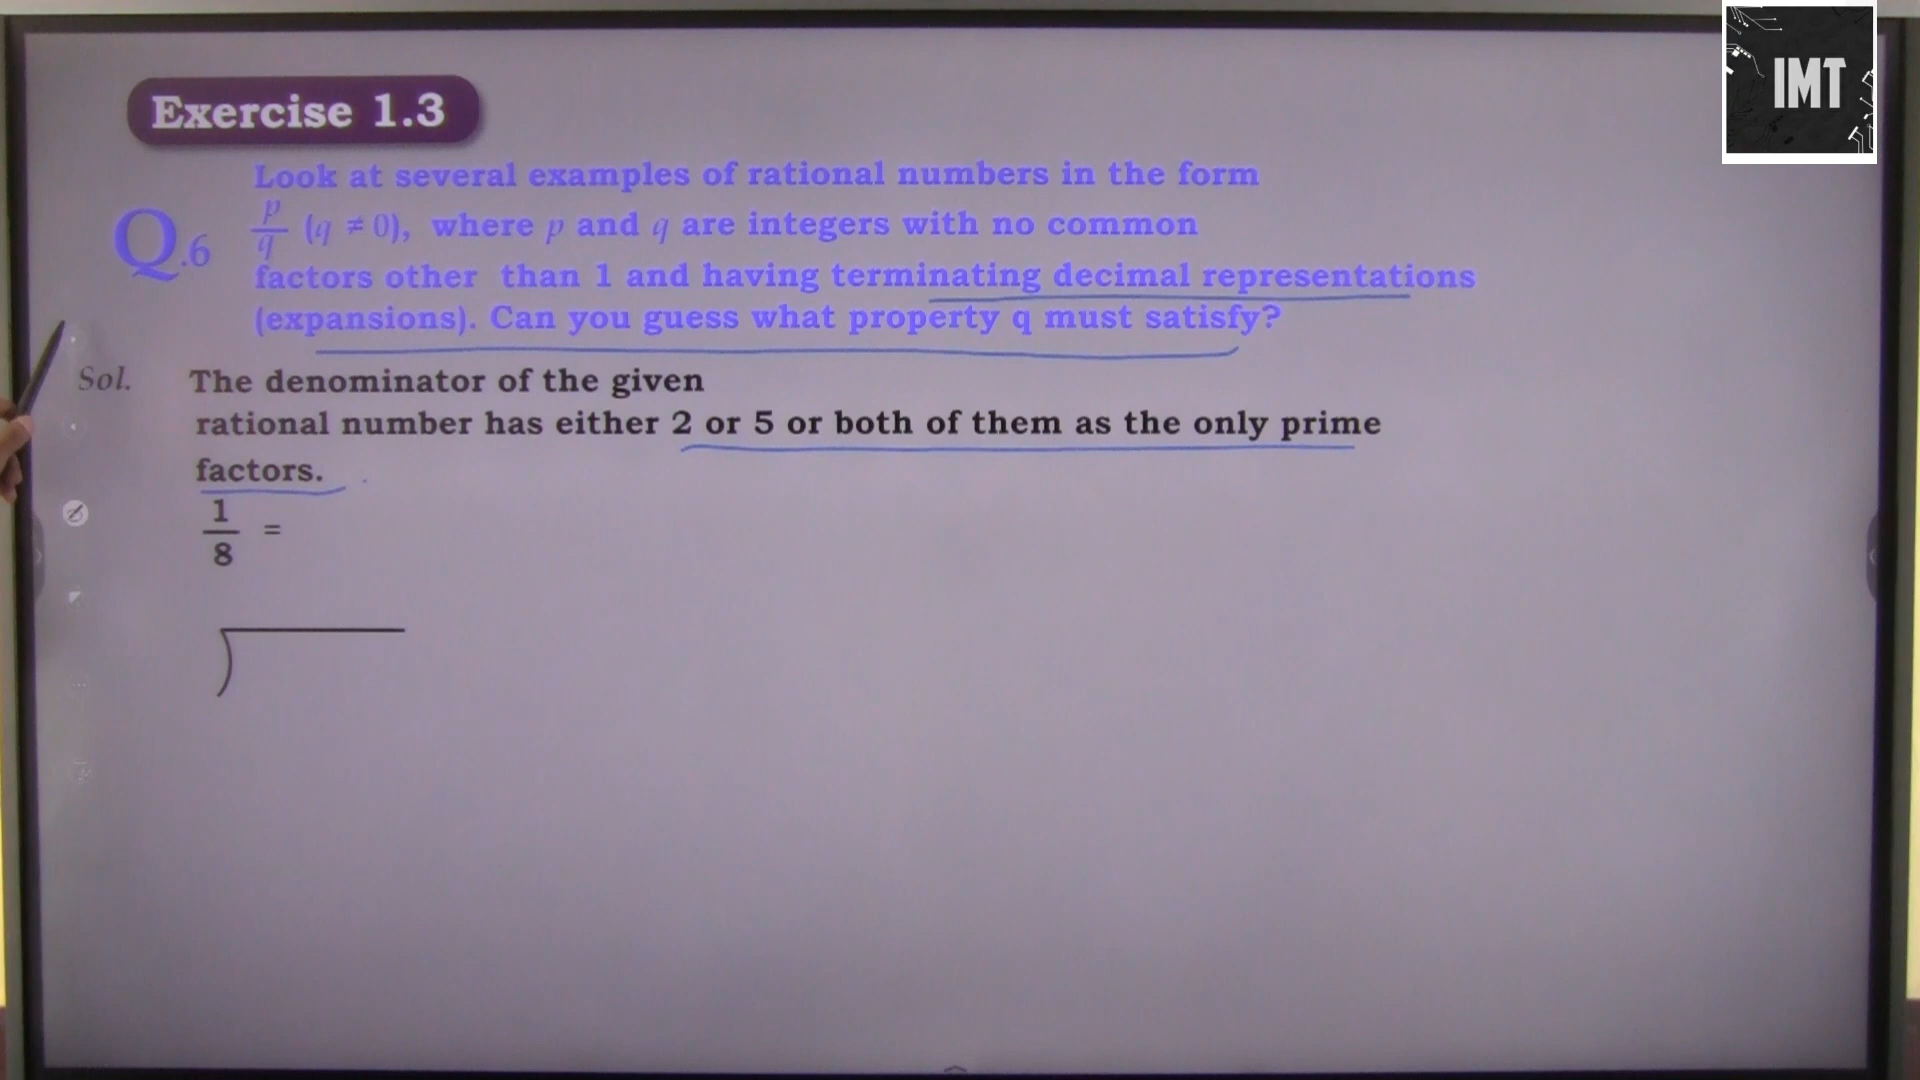 IMT
Exercise 1.3
Q.6 Look at several examples of rational numbers in the form
p/q (q ≠ 0), where p and q are integers with no common
factors other than 1 and having terminating decimal representations
(expansions). Can you guess what property q must satisfy?
Sol. The denominator of the given
rational number has either 2 or 5 or both of them as the only prime
factors.
1/8 =